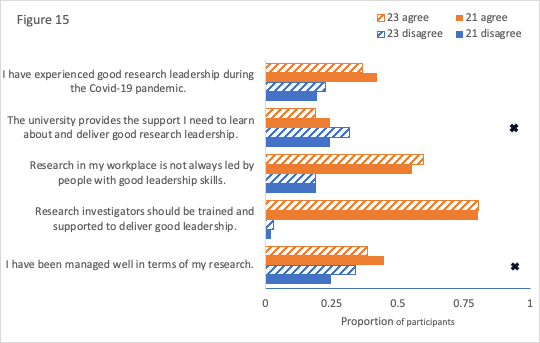 Figure 15
23 agree
21 agree
23 disagree
21 disagree
I have experienced good research leadership during
the Covid-19 pandemic.
The university provides the support I need to learn
about and deliver good research leadership.
Research in my workplace is not always led by
people with good leadership skills.
Research investigators should be trained and
supported to deliver good leadership.
I have been managed well in terms of my research.
0
0.25
0.5
0.75
1
Proportion of participants